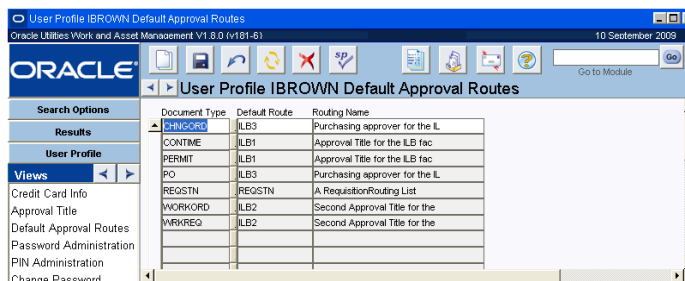 User Profile IBROWN Default Approval Routes
Oracle Utilities Work and Asset Management V1.8.0 (v181-6) 10 September 2009
ORACLE
Go
Go to Module
User Profile IBROWN Default Approval Routes
Search Options
Results
User Profile
Views
Credit Card Info
Approval Title
Default Approval Routes
Password Administration
PIN Administration
Change Password
Document Type Default Route Routing Name
CHNGORD ILB3 Purchasing approver for the IL
CONTIME ILB1 Approval Title for the ILB fac
PERMIT ILB1 Approval Title for the ILB fac
PO ILB3 Purchasing approver for the IL
REQSTN REQSTN A RequisitionRouting List
WORKORD ILB2 Second Approval Title for the
WRKREQ ILB2 Second Approval Title for the